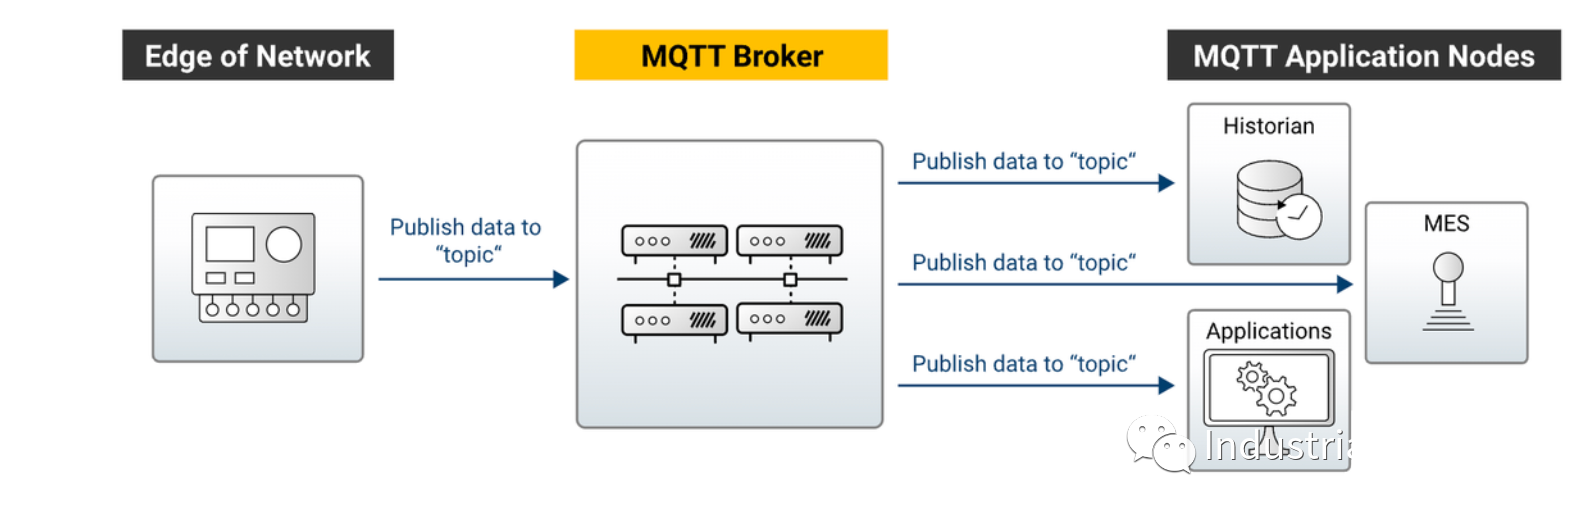 Edge of Network
MQTT Broker
MQTT Application Nodes
Publish data to
“topic“
Publish data to “topic“
Publish data to “topic“
Publish data to “topic“
Historian
MES
Applications